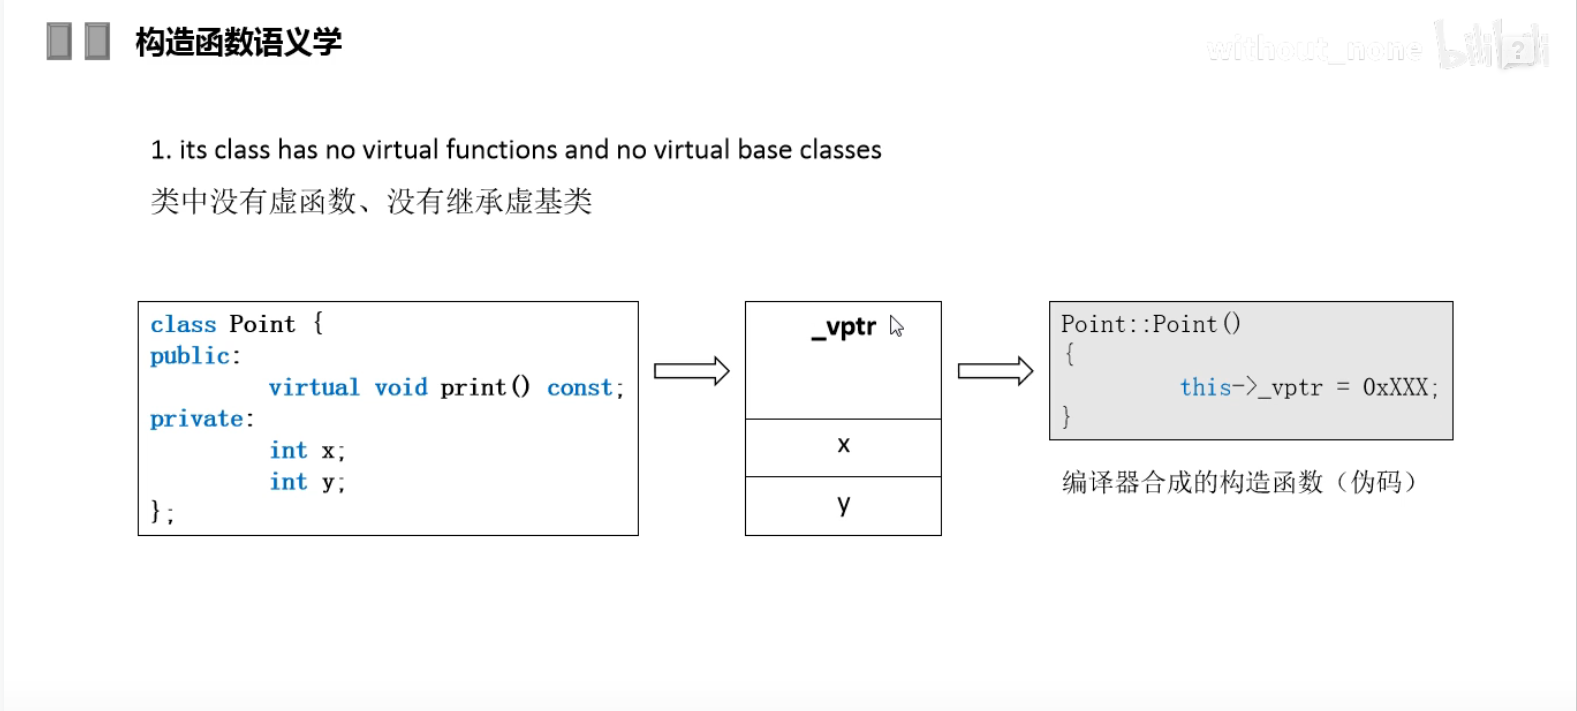 构造函数语义学
without_none
bilibili
1. its class has no virtual functions and no virtual base classes
类中没有虚函数、没有继承虚基类
class Point {
public:
virtual void print() const;
private:
int x;
int y;
};
_vptr
x
y
Point::Point()
{
this->_vptr = 0xXXX;
}
编译器合成的构造函数（伪码）